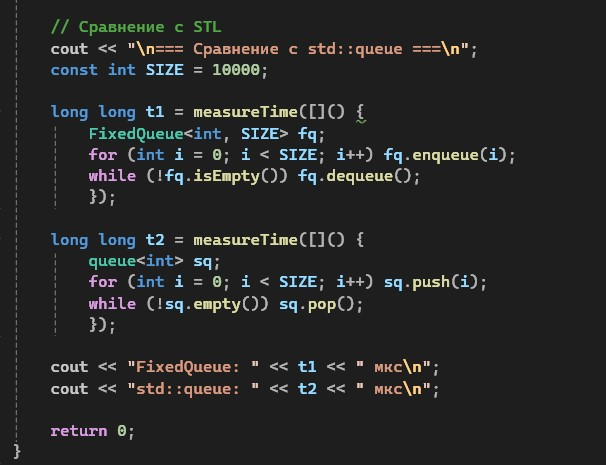 // Сравнение с STL
cout << "\n=== Сравнение с std::queue ===\n";
const int SIZE = 10000;
long long t1 = measureTime([]() {
FixedQueue<int, SIZE> fq;
for (int i = 0; i < SIZE; i++) fq.enqueue(i);
while (!fq.isEmpty()) fq.dequeue();
});
long long t2 = measureTime([]() {
queue<int> sq;
for (int i = 0; i < SIZE; i++) sq.push(i);
while (!sq.empty()) sq.pop();
});
cout << "FixedQueue: " << t1 << " мкс\n";
cout << "std::queue: " << t2 << " мкс\n";
return 0;
}